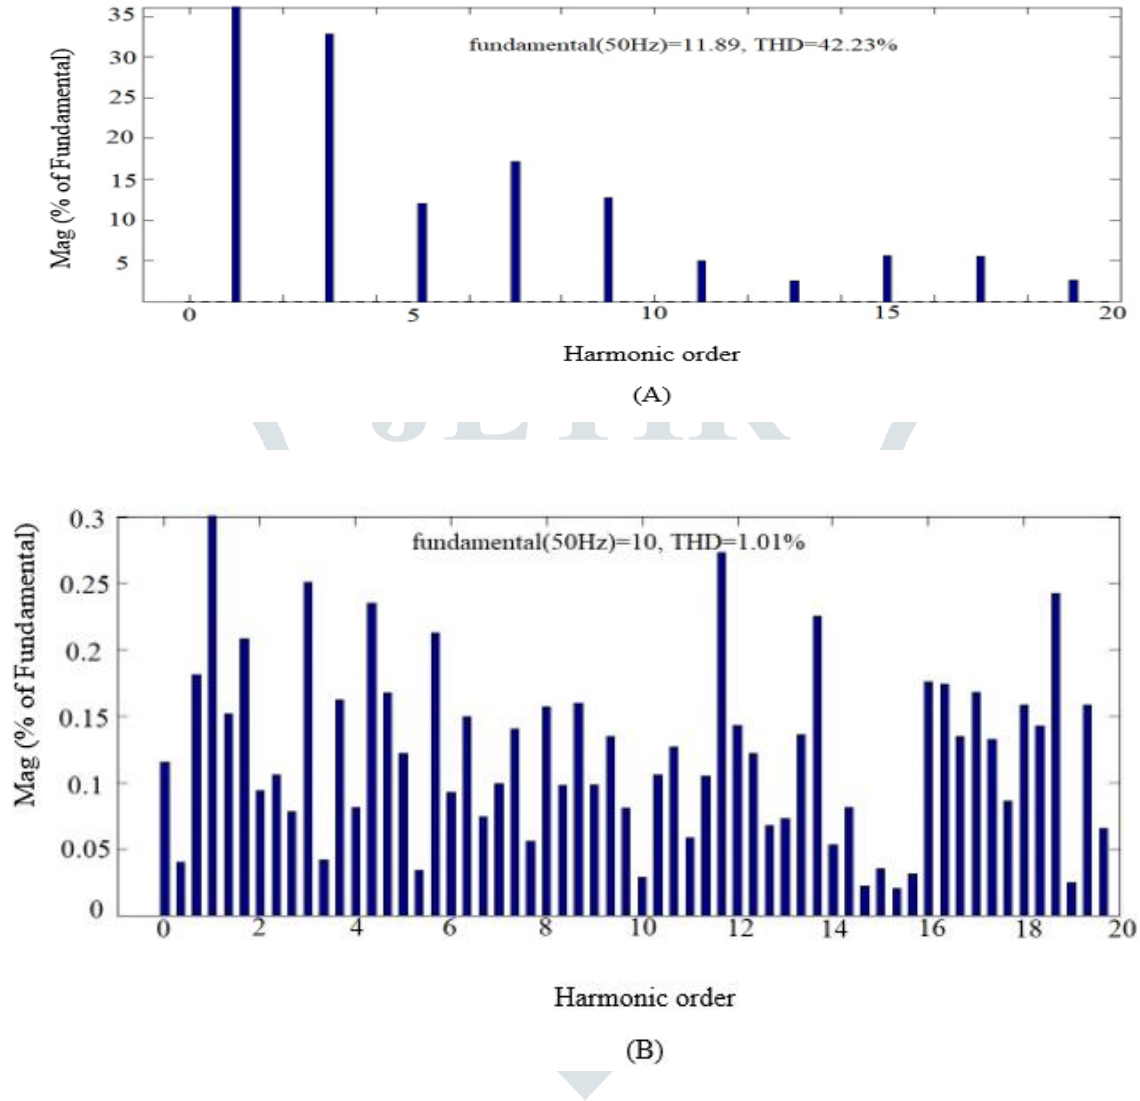 35
fundamental(50Hz)=11.89, THD=42.23%
30
25
20
15
10
5
Mag (% of Fundamental)
0 5 10 15 20
Harmonic order
(A)
0.3
fundamental(50Hz)=10, THD=1.01%
0.25
0.2
0.15
0.1
0.05
0
Mag (% of Fundamental)
0 2 4 6 8 10 12 14 16 18 20
Harmonic order
(B)